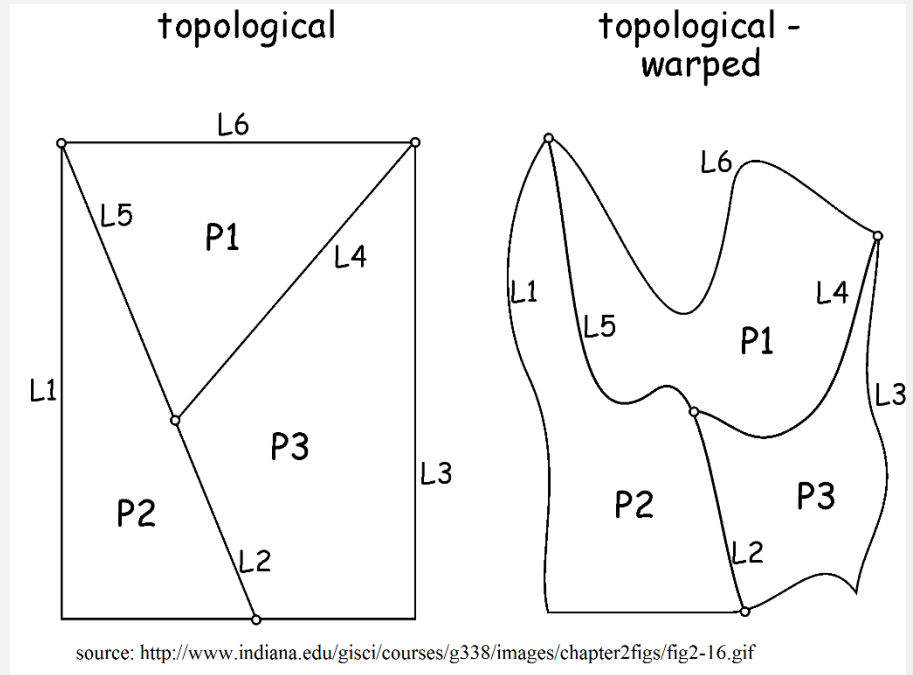 topological
L6
L5
P1
L4
L1
P3
L3
P2
L2
topological -
warped
L6
L1
L4
L5
P1
L3
P2
P3
L2
source: http://www.indiana.edu/gisci/courses/g338/images/chapter2figs/fig2-16.gif